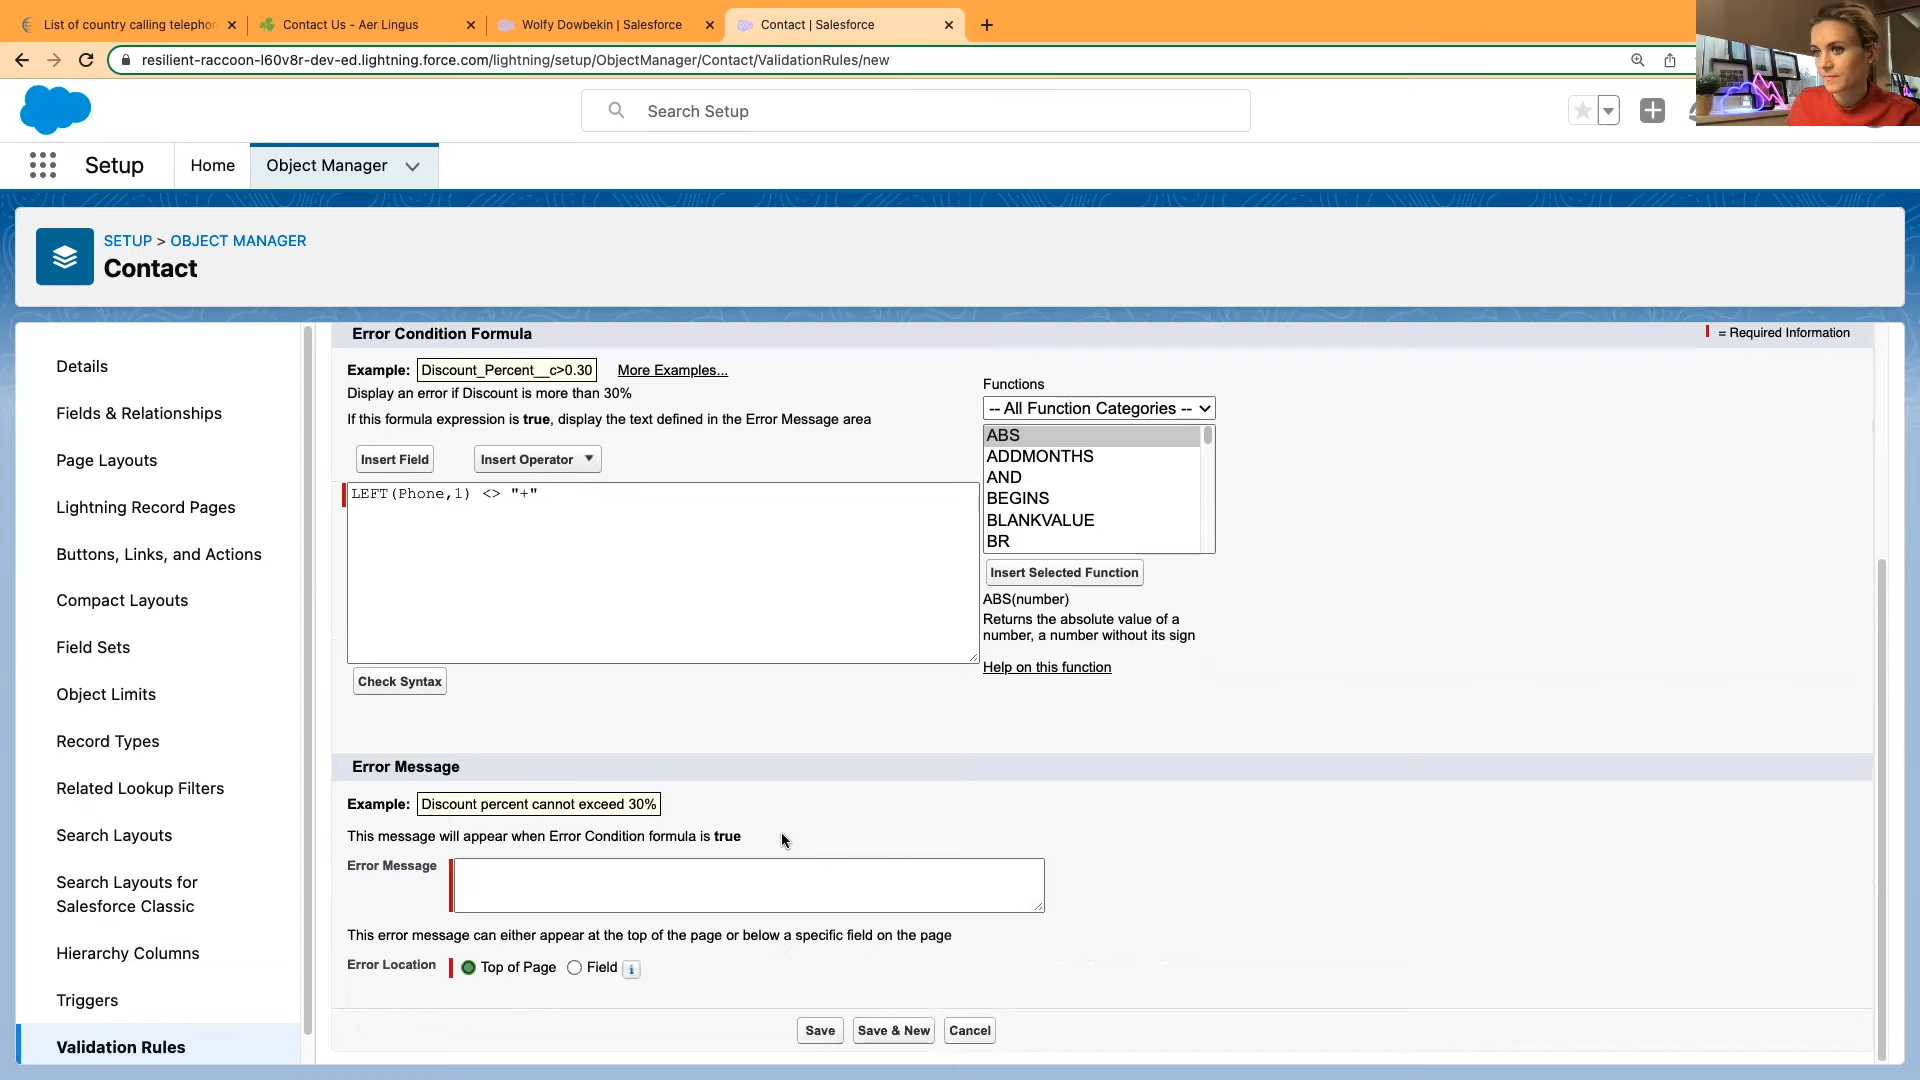 List of country calling telephon
Contact Us - Aer Lingus
Wolfy Dowbekin | Salesforce
Contact | Salesforce
resilient-raccoon-l60v8r-dev-ed.lightning.force.com/lightning/setup/ObjectManager/Contact/ValidationRules/new
Search Setup
Setup
Home
Object Manager
SETUP > OBJECT MANAGER
Contact
Details
Fields & Relationships
Page Layouts
Lightning Record Pages
Buttons, Links, and Actions
Compact Layouts
Field Sets
Object Limits
Record Types
Related Lookup Filters
Search Layouts
Search Layouts for
Salesforce Classic
Hierarchy Columns
Triggers
Validation Rules
Error Condition Formula
= Required Information
Example: Discount_Percent__c>0.30 More Examples...
Display an error if Discount is more than 30%
If this formula expression is true, display the text defined in the Error Message area
Insert Field
Insert Operator
LEFT(Phone,1) <> "+"
Check Syntax
Functions
-- All Function Categories --
ABS
ADDMONTHS
AND
BEGINS
BLANKVALUE
BR
Insert Selected Function
ABS(number)
Returns the absolute value of a
number, a number without its sign
Help on this function
Error Message
Example: Discount percent cannot exceed 30%
This message will appear when Error Condition formula is true
Error Message
This error message can either appear at the top of the page or below a specific field on the page
Error Location
Top of Page
Field
i
Save
Save & New
Cancel